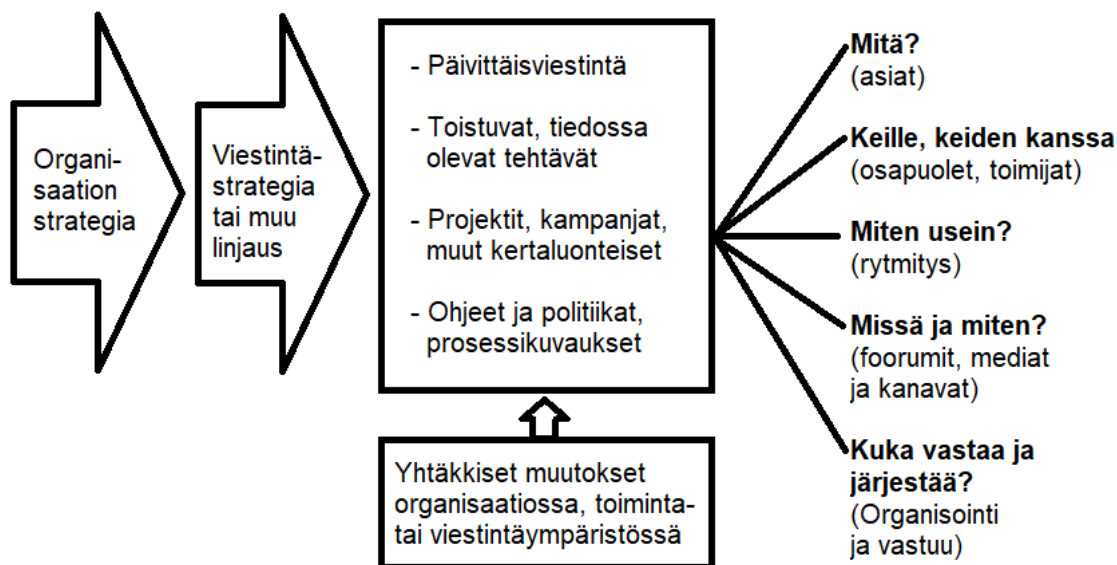 Organi-
saation
strategia
Viestintä-
strategia
tai muu
linjaus
- Päivittäisviestintä
- Toistuvat, tiedossa
olevat tehtävät
- Projektit, kampanjat,
muut kertaluonteiset
- Ohjeet ja politiikat,
prosessikuvaukset
Yhtäkkiset muutokset
organisaatiossa, toiminta-
tai viestintäympäristössä
Mitä?
(asiat)
Keille, keiden kanssa
(osapuolet, toimijat)
Miten usein?
(rytmitys)
Missä ja miten?
(foorumit, mediat
ja kanavat)
Kuka vastaa ja
järjestää?
(Organisointi
ja vastuu)